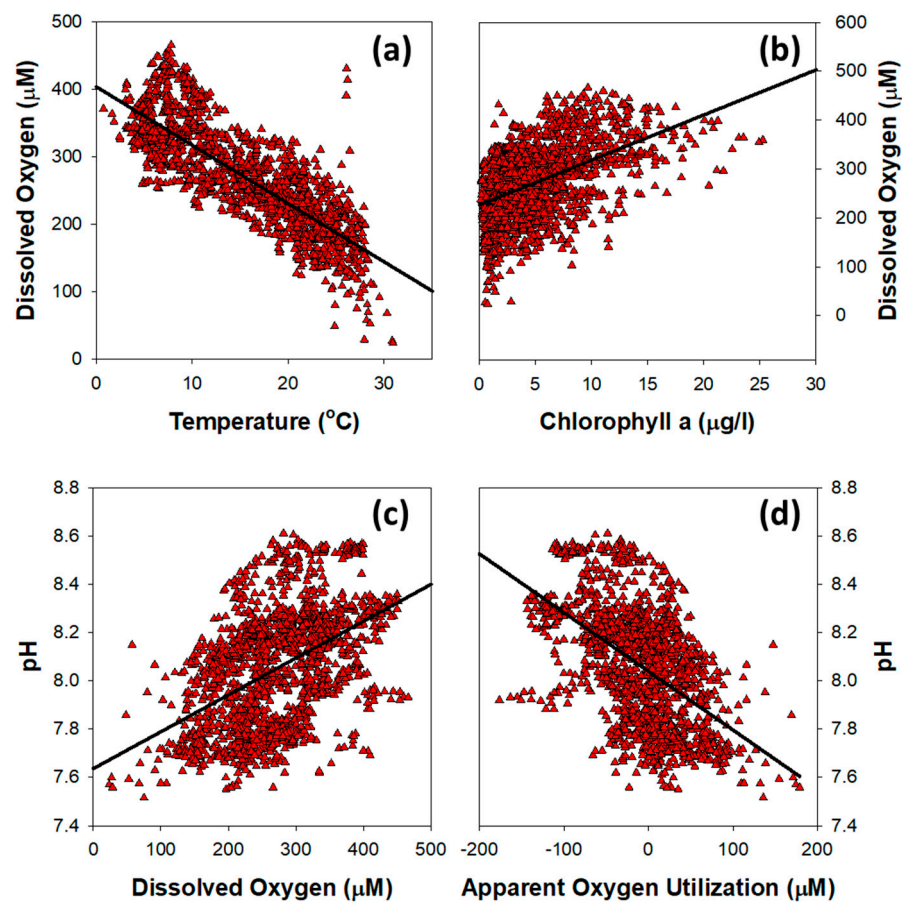 (a)
500
400
300
200
100
0
Dissolved Oxygen (μM)
0 10 20 30
Temperature (°C)
(b)
600
500
400
300
200
100
0
Dissolved Oxygen (μM)
0 5 10 15 20 25 30
Chlorophyll a (μg/l)
(c)
8.8
8.6
8.4
8.2
8.0
7.8
7.6
7.4
pH
0 100 200 300 400 500
Dissolved Oxygen (μM)
(d)
8.8
8.6
8.4
8.2
8.0
7.8
7.6
7.4
pH
-200 -100 0 100 200
Apparent Oxygen Utilization (μM)